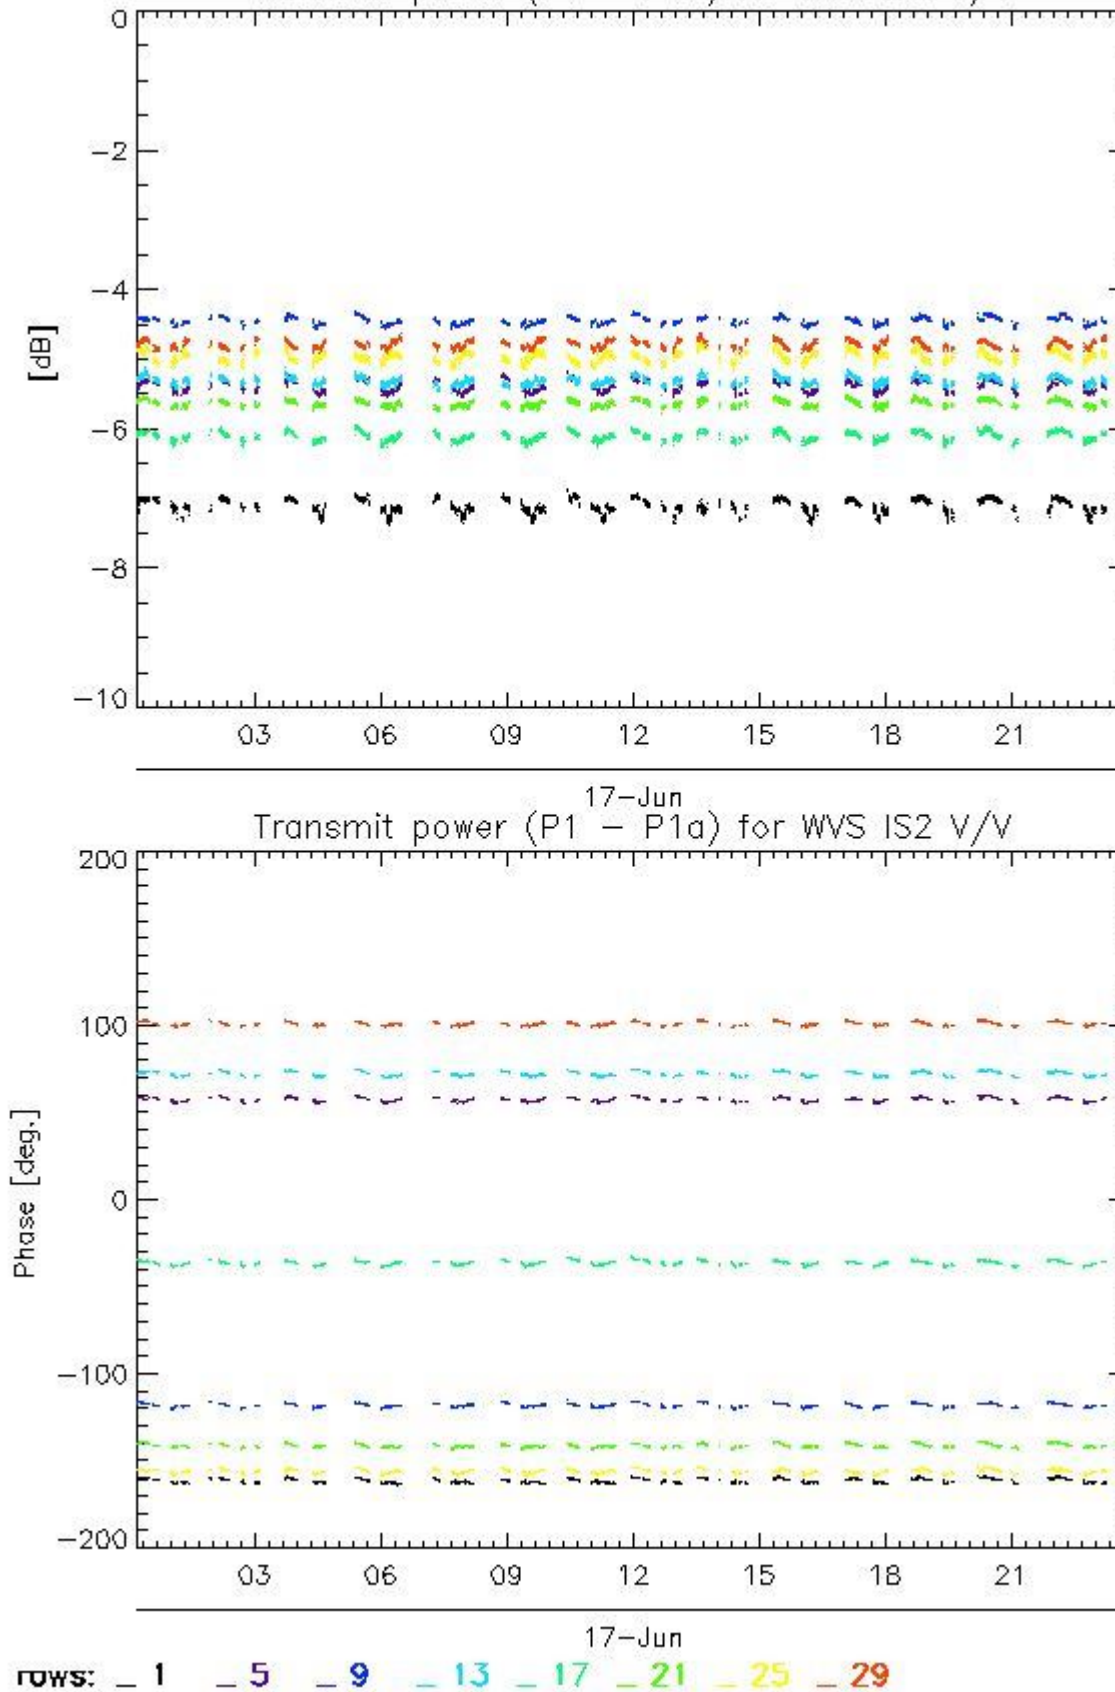 0
−2
−4
[dB]
−6
−8
−10
03 06 09 12 15 18 21
17−Jun
Transmit power (P1 − P1a) for WVS IS2 V/V
200
100
Phase [deg.]
0
−100
−200
03 06 09 12 15 18 21
17−Jun
rows: _ 1 _ 5 _ 9 _ 13 _ 17 _ 21 _ 25 _ 29